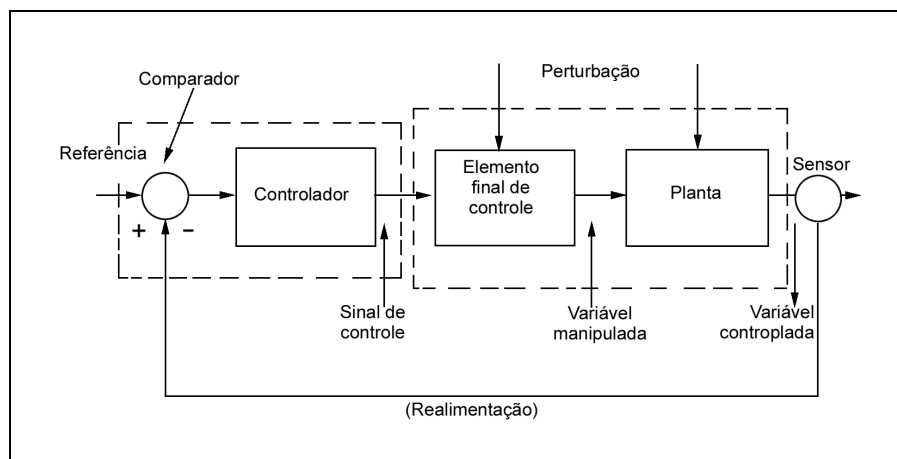 Perturbação
Comparador
Referência
Sensor
Controlador
Elemento
final de
controle
Planta
+ −
Sinal de
controle
Variável
manipulada
Variável
controplada
(Realimentação)